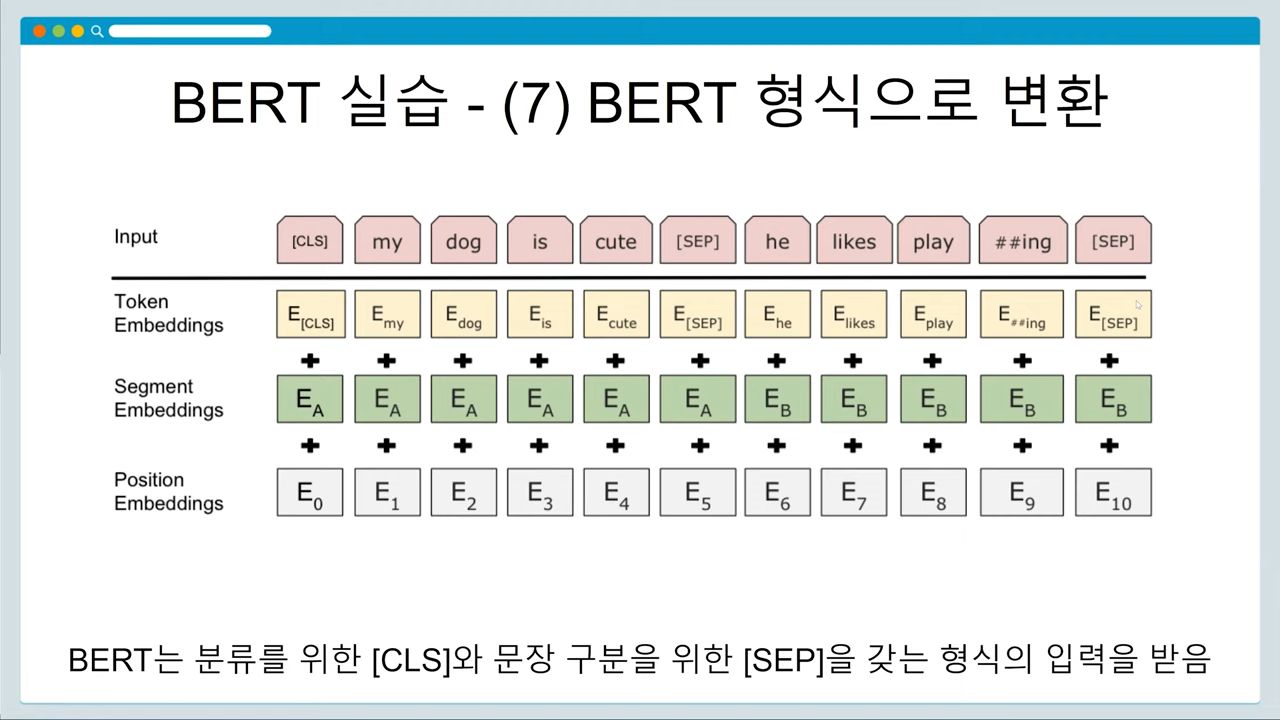 BERT 실습 - (7) BERT 형식으로 변환
Input [CLS] my dog is cute [SEP] he likes play ##ing [SEP]
Token Embeddings E[CLS] Emy Edog Eis Ecute E[SEP] Ehe Elikes Eplay E##ing E[SEP]
+ + + + + + + + + + +
Segment Embeddings EA EA EA EA EA EA EB EB EB EB EB
+ + + + + + + + + + +
Position Embeddings E0 E1 E2 E3 E4 E5 E6 E7 E8 E9 E10
BERT는 분류를 위한 [CLS]와 문장 구분을 위한 [SEP]을 갖는 형식의 입력을 받음